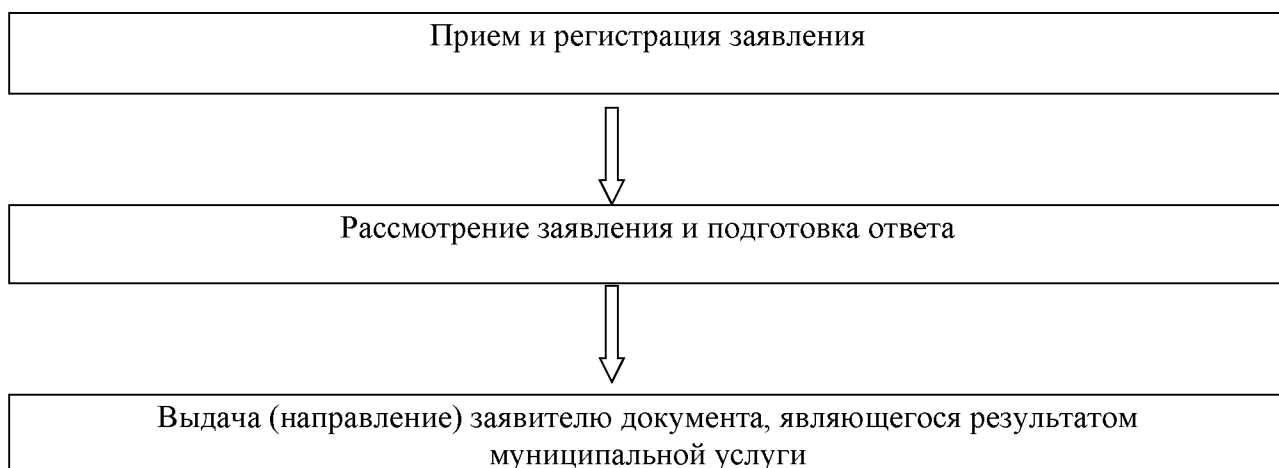 Прием и регистрация заявления
Рассмотрение заявления и подготовка ответа
Выдача (направление) заявителю документа, являющегося результатом
муниципальной услуги